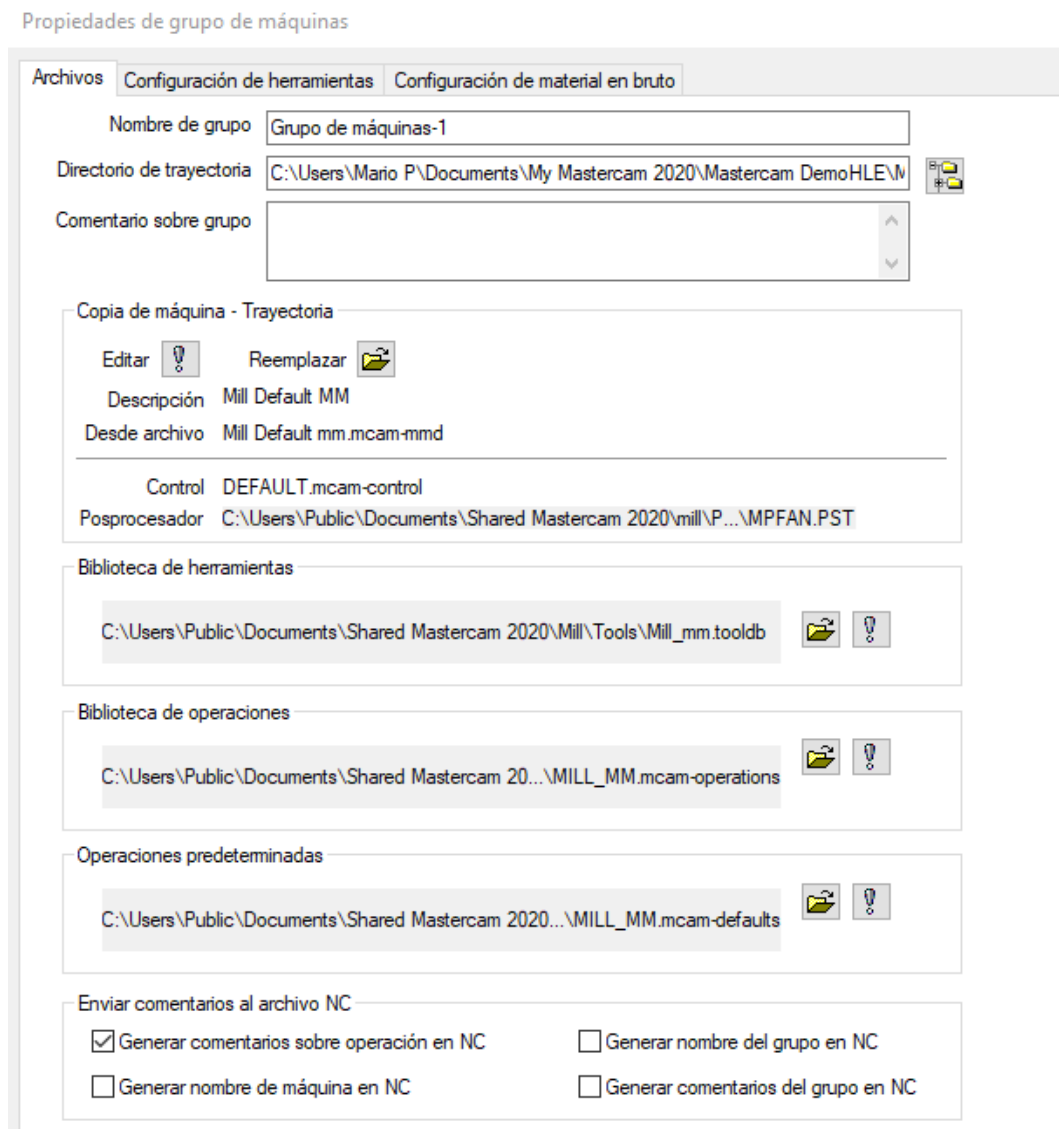 Propiedades de grupo de máquinas
Archivos Configuración de herramientas Configuración de material en bruto
Nombre de grupo Grupo de máquinas-1
Directorio de trayectoria C:\Users\Mario P\Documents\My Mastercam 2020\Mastercam DemoHLE\M
Comentario sobre grupo
Copia de máquina - Trayectoria
Editar Reemplazar
Descripción Mill Default MM
Desde archivo Mill Default mm.mcam-mmd
Control DEFAULT.mcam-control
Posprocesador C:\Users\Public\Documents\Shared Mastercam 2020\mill\P...\MPFAN.PST
Biblioteca de herramientas
C:\Users\Public\Documents\Shared Mastercam 2020\Mill\Tools\Mill_mm.tooldb
Biblioteca de operaciones
C:\Users\Public\Documents\Shared Mastercam 20...\MILL_MM.mcam-operations
Operaciones predeterminadas
C:\Users\Public\Documents\Shared Mastercam 2020...\MILL_MM.mcam-defaults
Enviar comentarios al archivo NC
Generar comentarios sobre operación en NC Generar nombre del grupo en NC
Generar nombre de máquina en NC Generar comentarios del grupo en NC